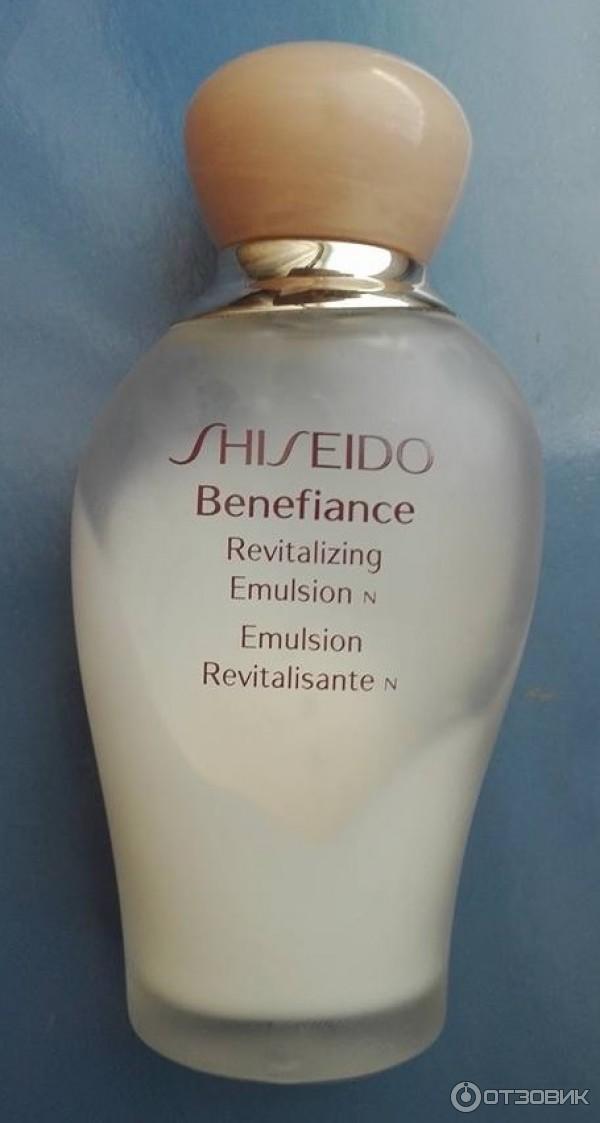 SHISEIDO
Benefiance
Revitalizing
Emulsion N
Emulsion
Revitalisante N
ОТЗОВИК